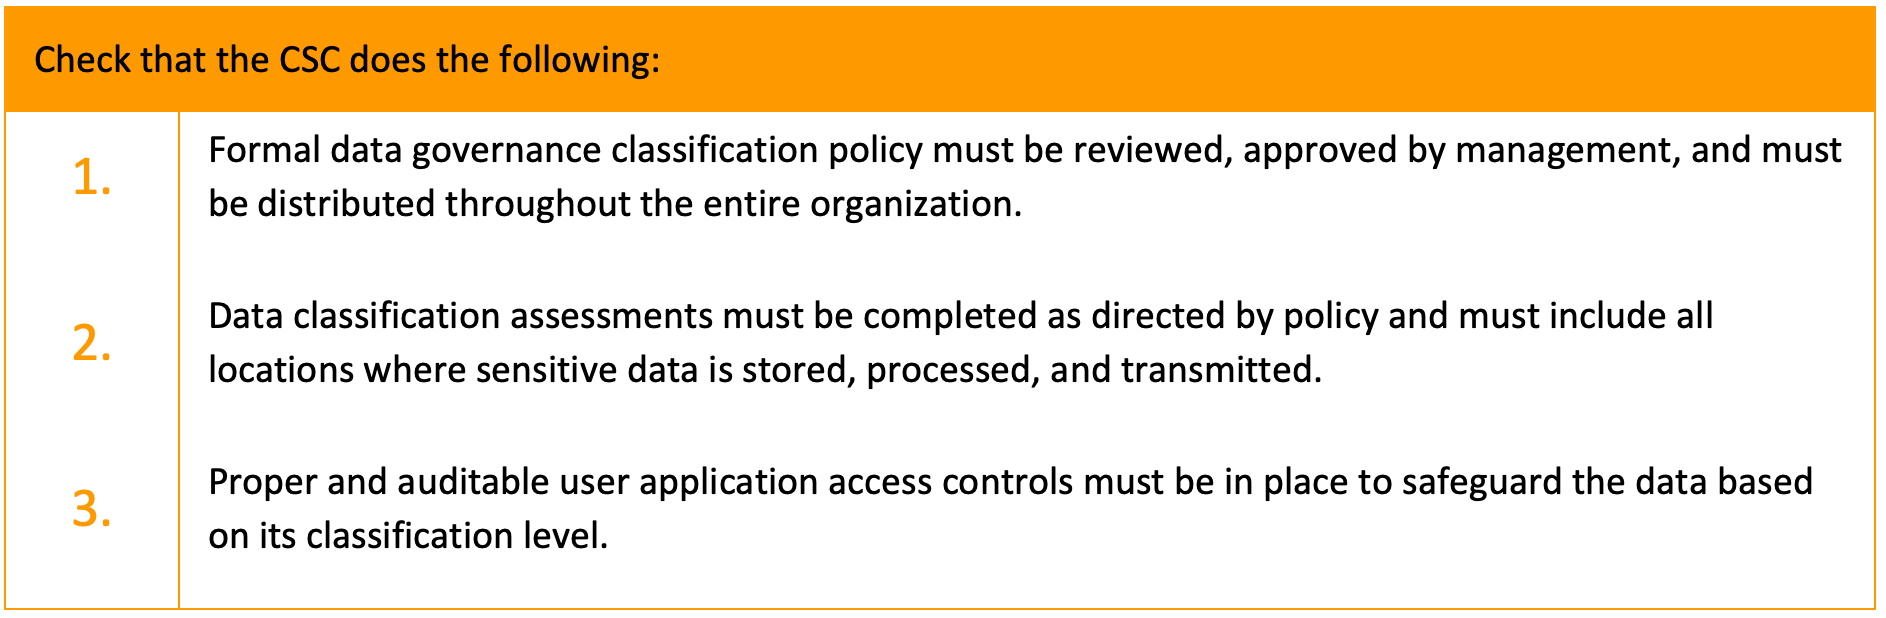 Check that the CSC does the following:
1.
Formal data governance classification policy must be reviewed, approved by management, and must
be distributed throughout the entire organization.
2.
Data classification assessments must be completed as directed by policy and must include all
locations where sensitive data is stored, processed, and transmitted.
3.
Proper and auditable user application access controls must be in place to safeguard the data based
on its classification level.